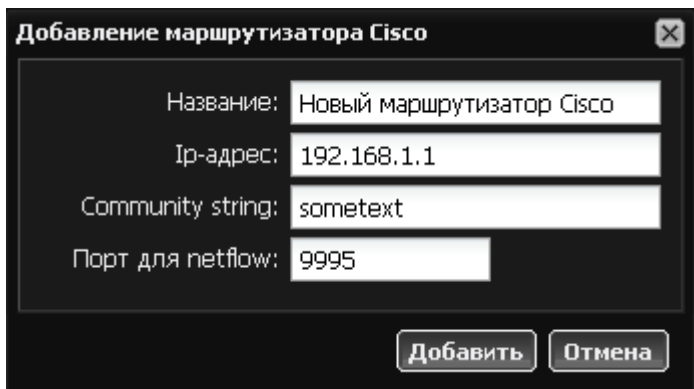 Добавление маршрутизатора Cisco
Название: Новый маршрутизатор Cisco
Ip-адрес: 192.168.1.1
Community string: sometext
Порт для netflow: 9995
Добавить Отмена